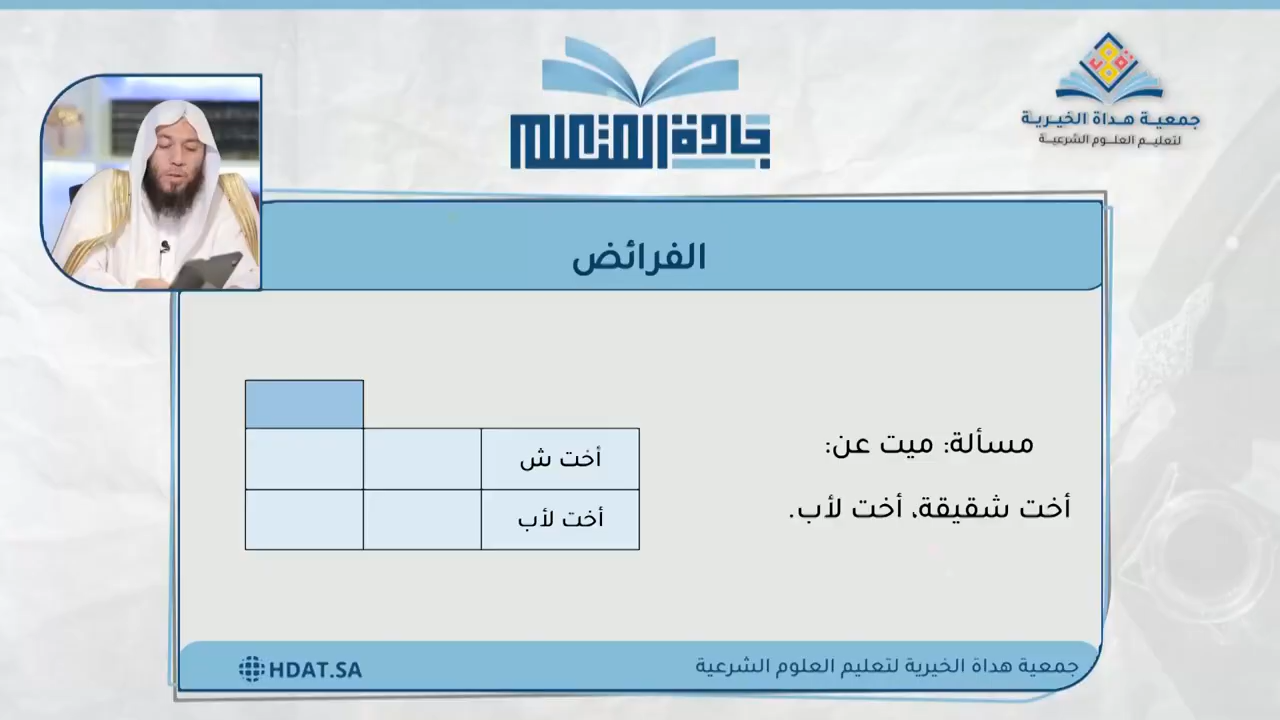 جادة المتعلم
جمعية هداة الخيرية
لتعليم العلوم الشرعية
الفرائض
مسألة: ميت عن:
أخت شقيقة، أخت لأب.
أخت ش
أخت لأب
جمعية هداة الخيرية لتعليم العلوم الشرعية
HDAT.SA